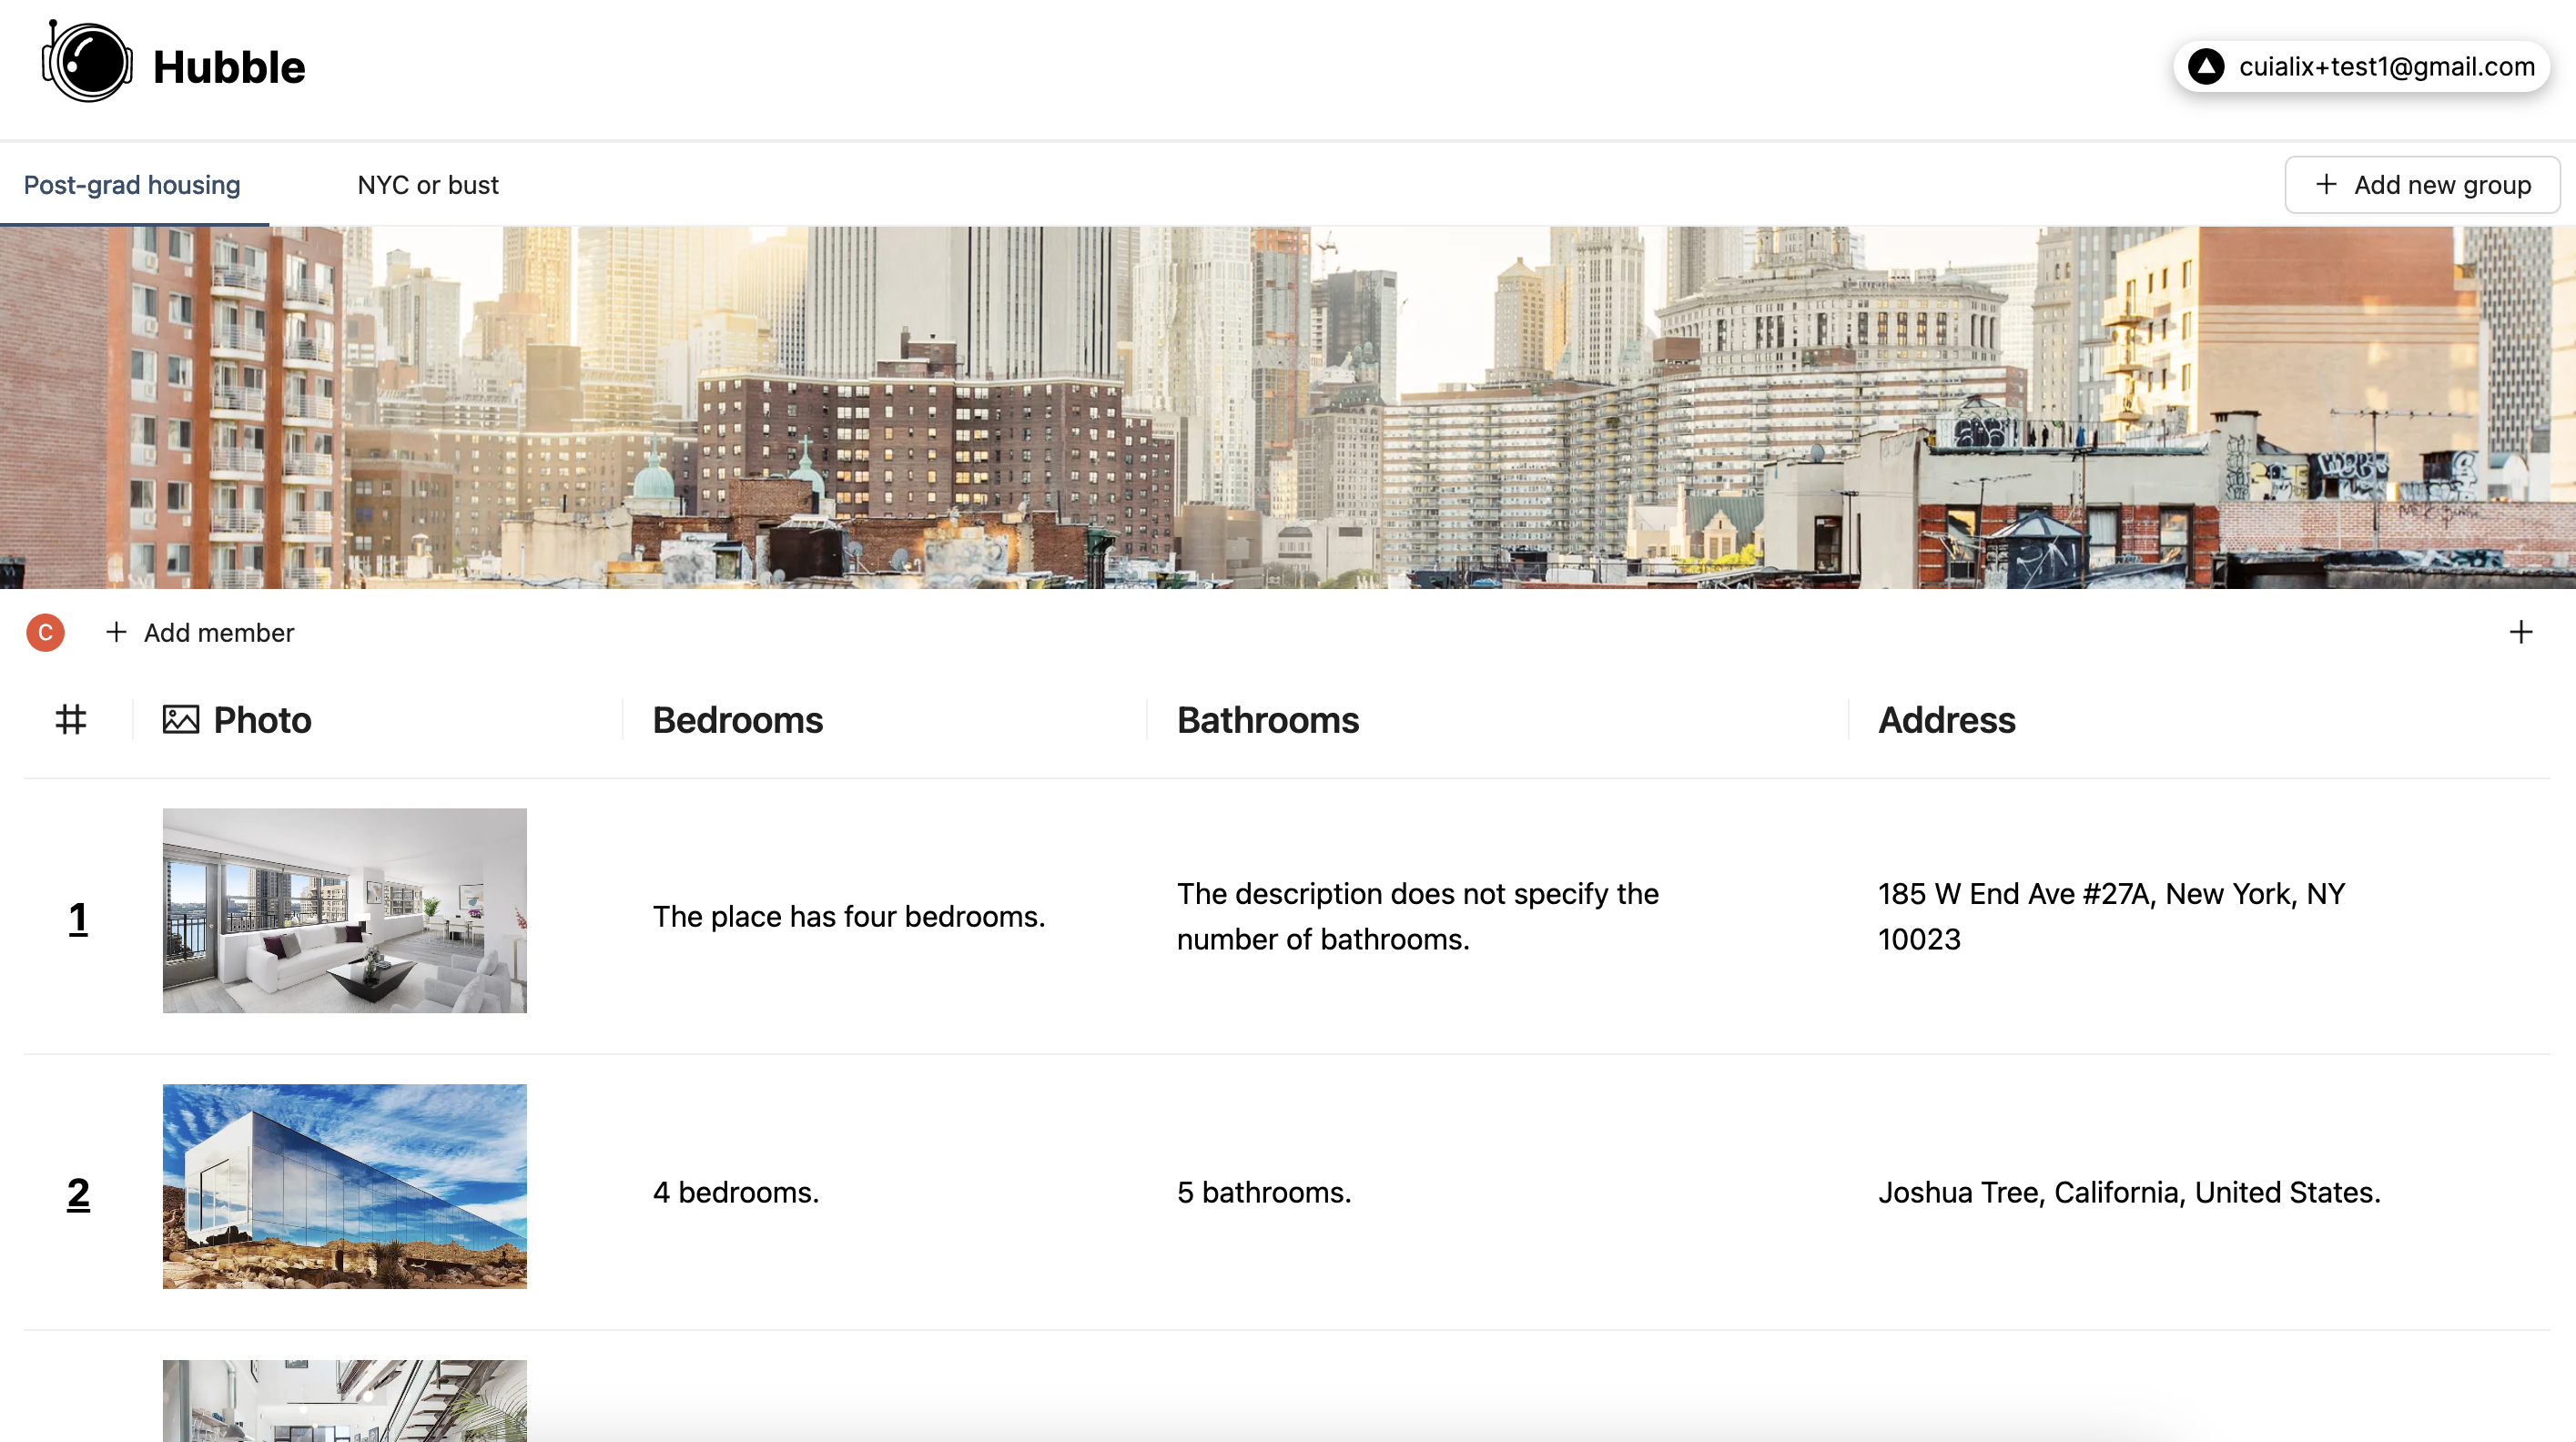 Hubble
cuialix+test1@gmail.com
Post-grad housing
NYC or bust
+ Add new group
C
+ Add member
+
# Photo Bedrooms Bathrooms Address
1
The place has four bedrooms.
The description does not specify the
number of bathrooms.
185 W End Ave #27A, New York, NY
10023
2
4 bedrooms.
5 bathrooms.
Joshua Tree, California, United States.